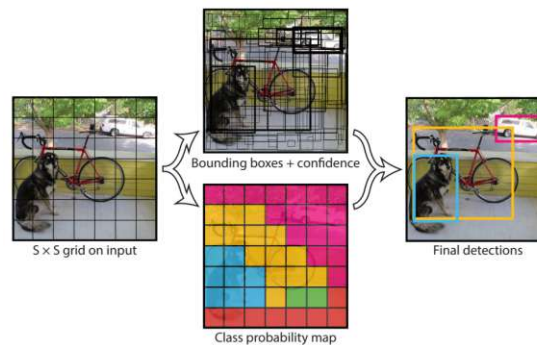 Bounding boxes + confidence
S × S grid on input
Final detections
Class probability map